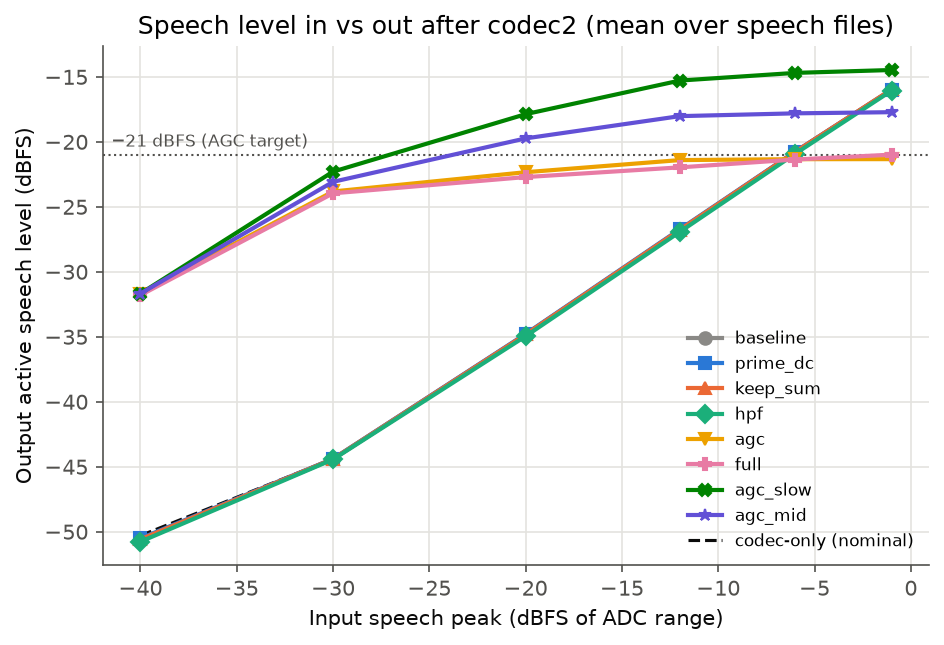 Speech level in vs out after codec2 (mean over speech files)
Output active speech level (dBFS)
−15
−20
−25
−30
−35
−40
−45
−50
−21 dBFS (AGC target)
baseline
prime_dc
keep_sum
hpf
agc
full
agc_slow
agc_mid
codec-only (nominal)
−40 −35 −30 −25 −20 −15 −10 −5 0
Input speech peak (dBFS of ADC range)